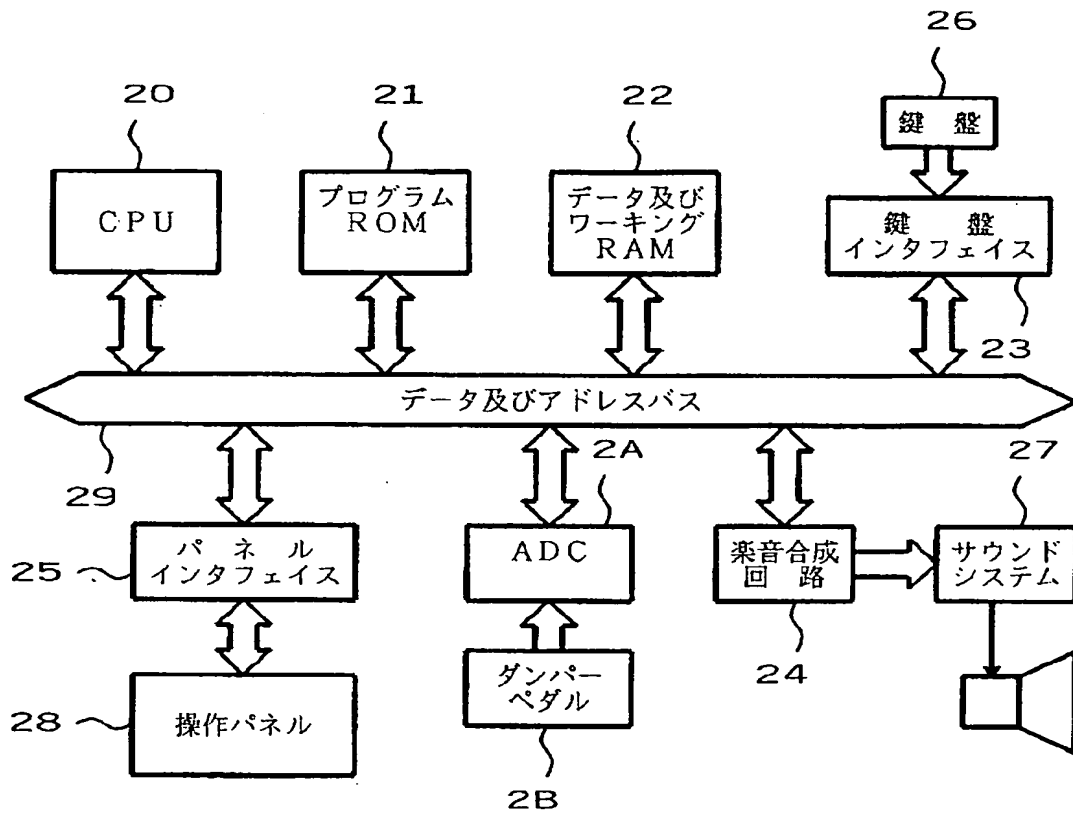 26
20
21
22
鍵 盤
CPU
プログラム
ROM
データ及び
ワーキング
RAM
鍵 盤
インタフェイス
23
データ及びアドレスバス
29
2A
27
25
パ ネ ル
インタフェイス
ADC
楽音合成
回 路
サウンド
システム
24
28
操作パネル
ダンパー
ペダル
2B